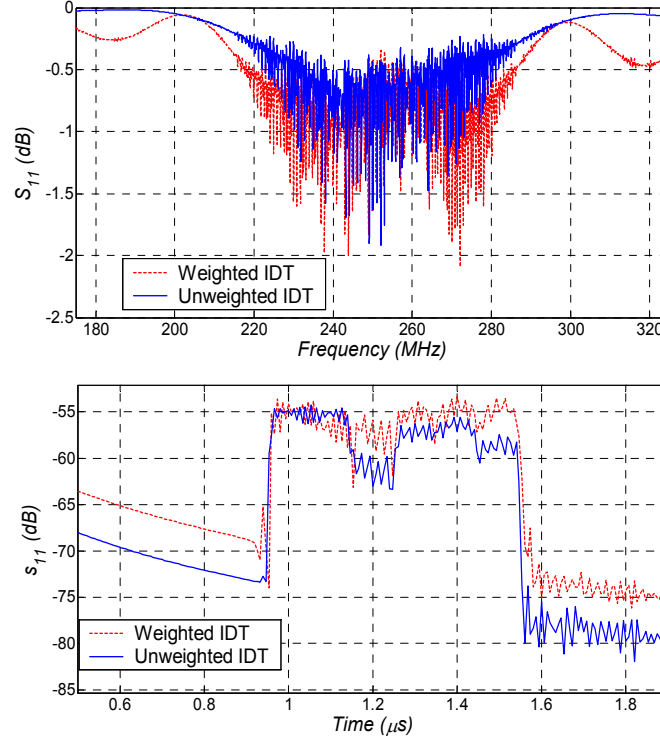 0
-0.5
-1
-1.5
-2
-2.5
S11 (dB)
Weighted IDT
Unweighted IDT
180 200 220 240 260 280 300 320
Frequency (MHz)
-55
-60
-65
-70
-75
-80
-85
s11 (dB)
Weighted IDT
Unweighted IDT
0.6 0.8 1 1.2 1.4 1.6 1.8
Time (μs)